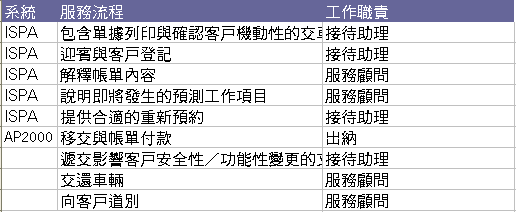 系統 服務流程 工作職責
ISPA 包含單據列印與確認客戶機動性的交 接待助理
ISPA 迎賓與客戶登記 接待助理
ISPA 解釋帳單內容 服務顧問
ISPA 說明即將發生的預測工作項目 服務顧問
ISPA 提供合適的重新預約 接待助理
AP2000 移交與帳單付款 出納
遞交影響客戶安全性／功能性變更的 接待助理
交還車輛 服務顧問
向客戶道別 服務顧問